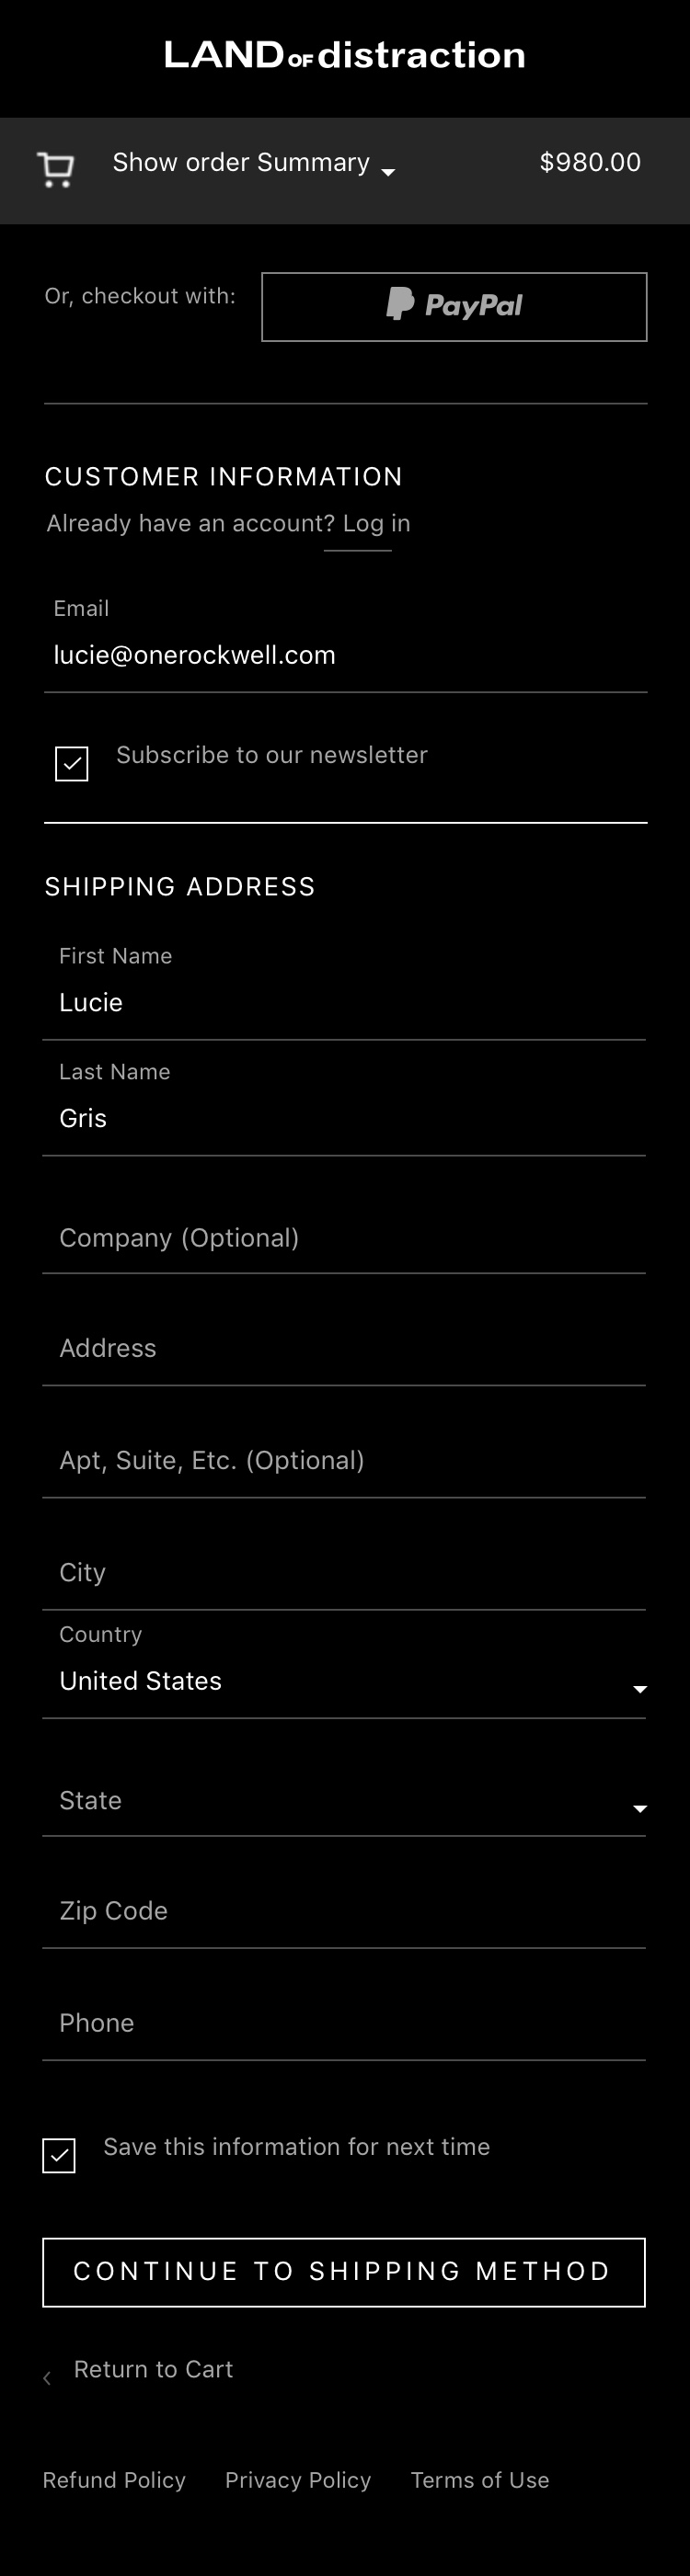 LAND OF distraction
Show order Summary $980.00
Or, checkout with: PayPal
CUSTOMER INFORMATION
Already have an account? Log in
Email
lucie@onerockwell.com
Subscribe to our newsletter
SHIPPING ADDRESS
First Name
Lucie
Last Name
Gris
Company (Optional)
Address
Apt, Suite, Etc. (Optional)
City
Country
United States
State
Zip Code
Phone
Save this information for next time
CONTINUE TO SHIPPING METHOD
Return to Cart
Refund Policy Privacy Policy Terms of Use